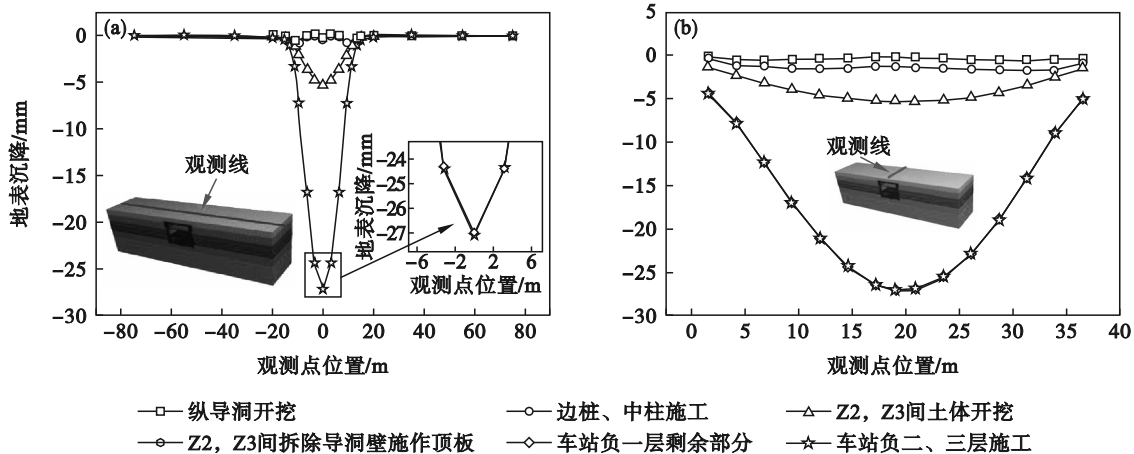 (a)
地表沉降/mm
0
−5
−10
−15
−20
−25
−30
−80
−60
−40
−20
0
20
40
60
80
观测点位置/m
观测线
地表沉降/mm
−24
−25
−26
−27
−6
−2
2
6
观测点位置/m
(b)
地表沉降/mm
5
0
−5
−10
−15
−20
−25
−30
0
5
10
15
20
25
30
35
40
观测点位置/m
观测线
纵导洞开挖
边桩、中柱施工
Z2，Z3间土体开挖
Z2，Z3间拆除导洞壁施作顶板
车站负一层剩余部分
车站负二、三层施工